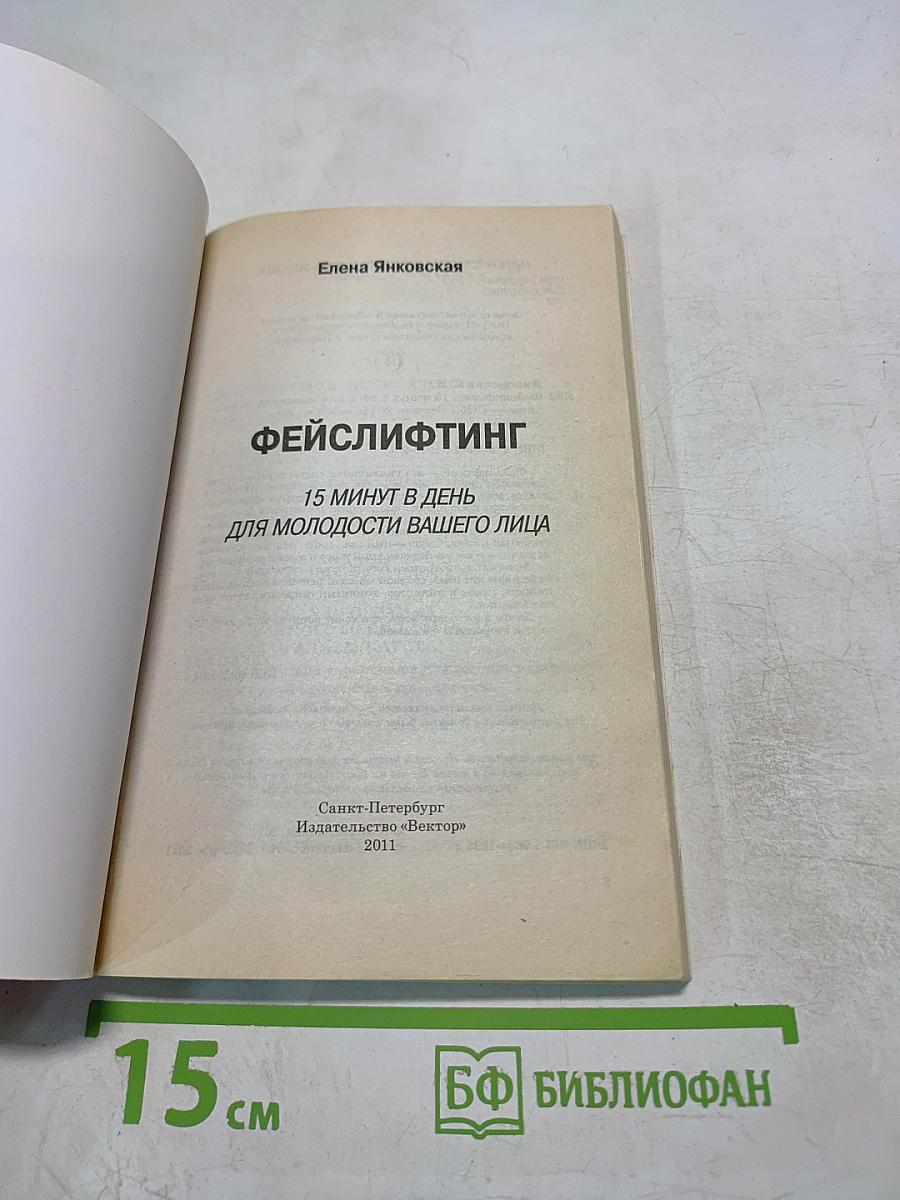 Елена Янковская
ФЕЙСЛИФТИНГ
15 МИНУТ В ДЕНЬ
ДЛЯ МОЛОДОСТИ ВАШЕГО ЛИЦА
Санкт-Петербург
Издательство «Вектор»
2011
15 см
БФ БИБЛИОФАН